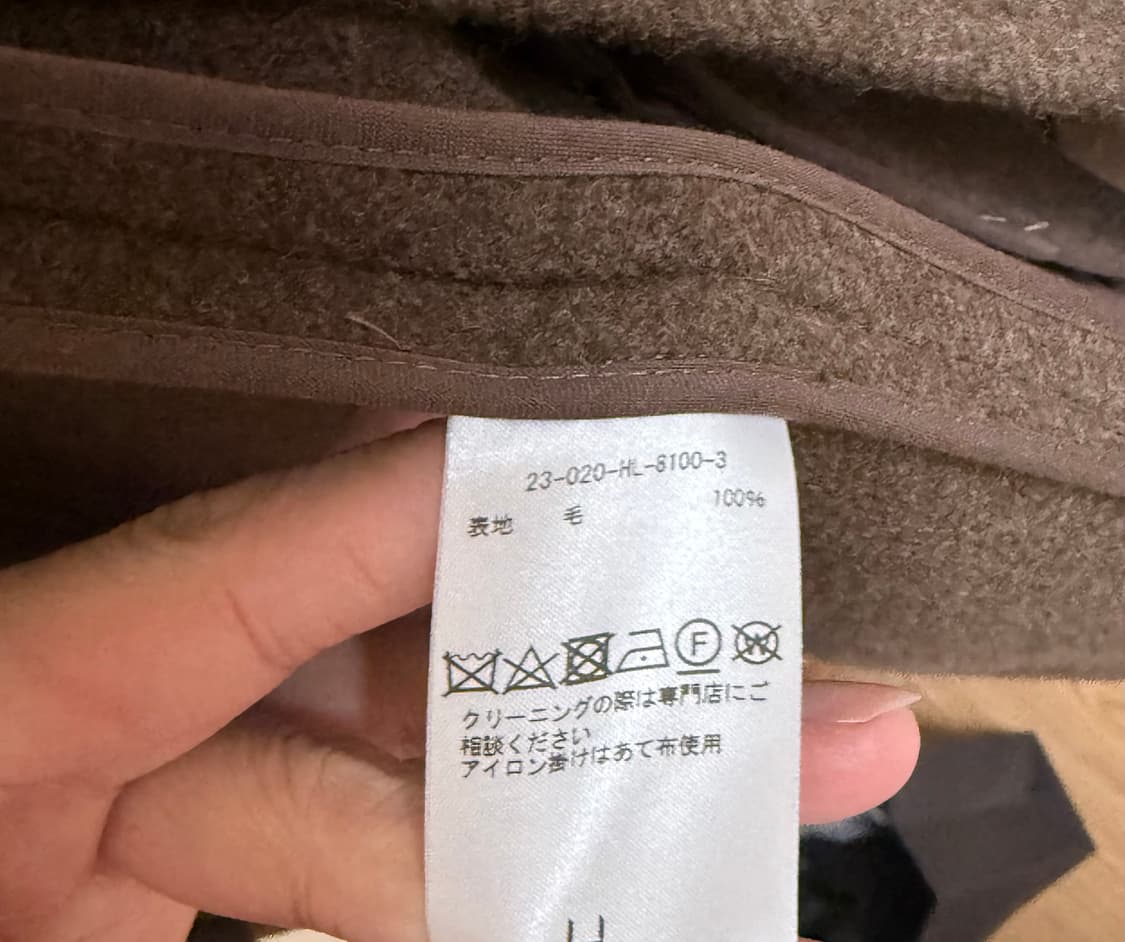 23-020-HL-8100-3
表地 毛 100%
F W
クリーニングの際は専門店にご
相談ください
アイロン掛けはあて布使用